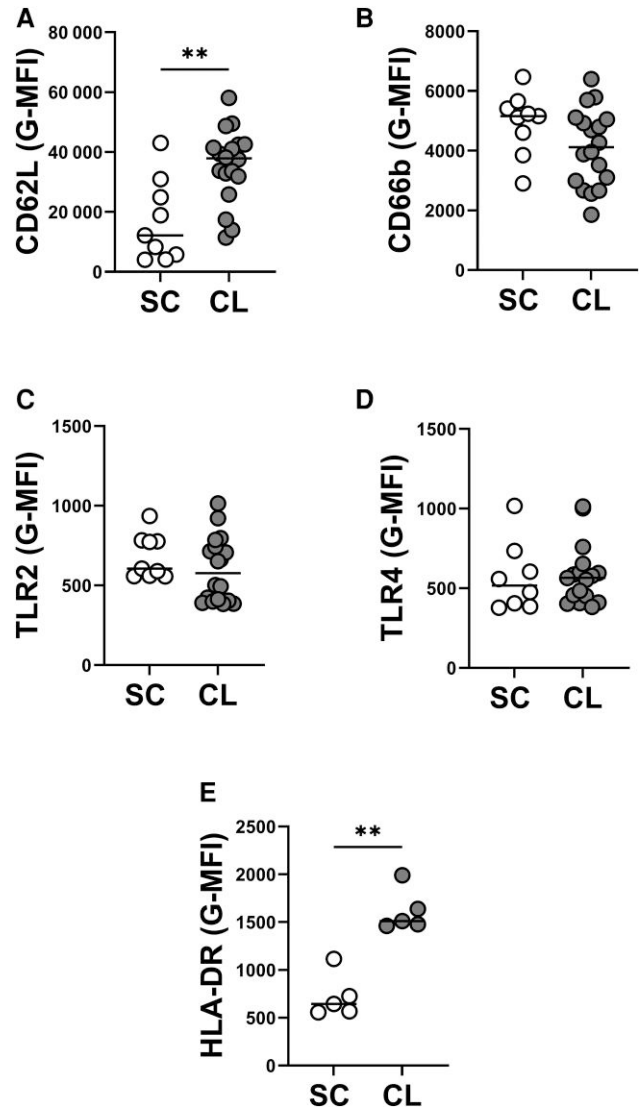 A
CD62L (G-MFI)
80 000
60 000
40 000
20 000
0
**
SC CL
B
CD66b (G-MFI)
8000
6000
4000
2000
0
SC CL
C
TLR2 (G-MFI)
1500
1000
500
0
SC CL
D
TLR4 (G-MFI)
1500
1000
500
0
SC CL
E
HLA-DR (G-MFI)
2500
2000
1500
1000
500
0
**
SC CL